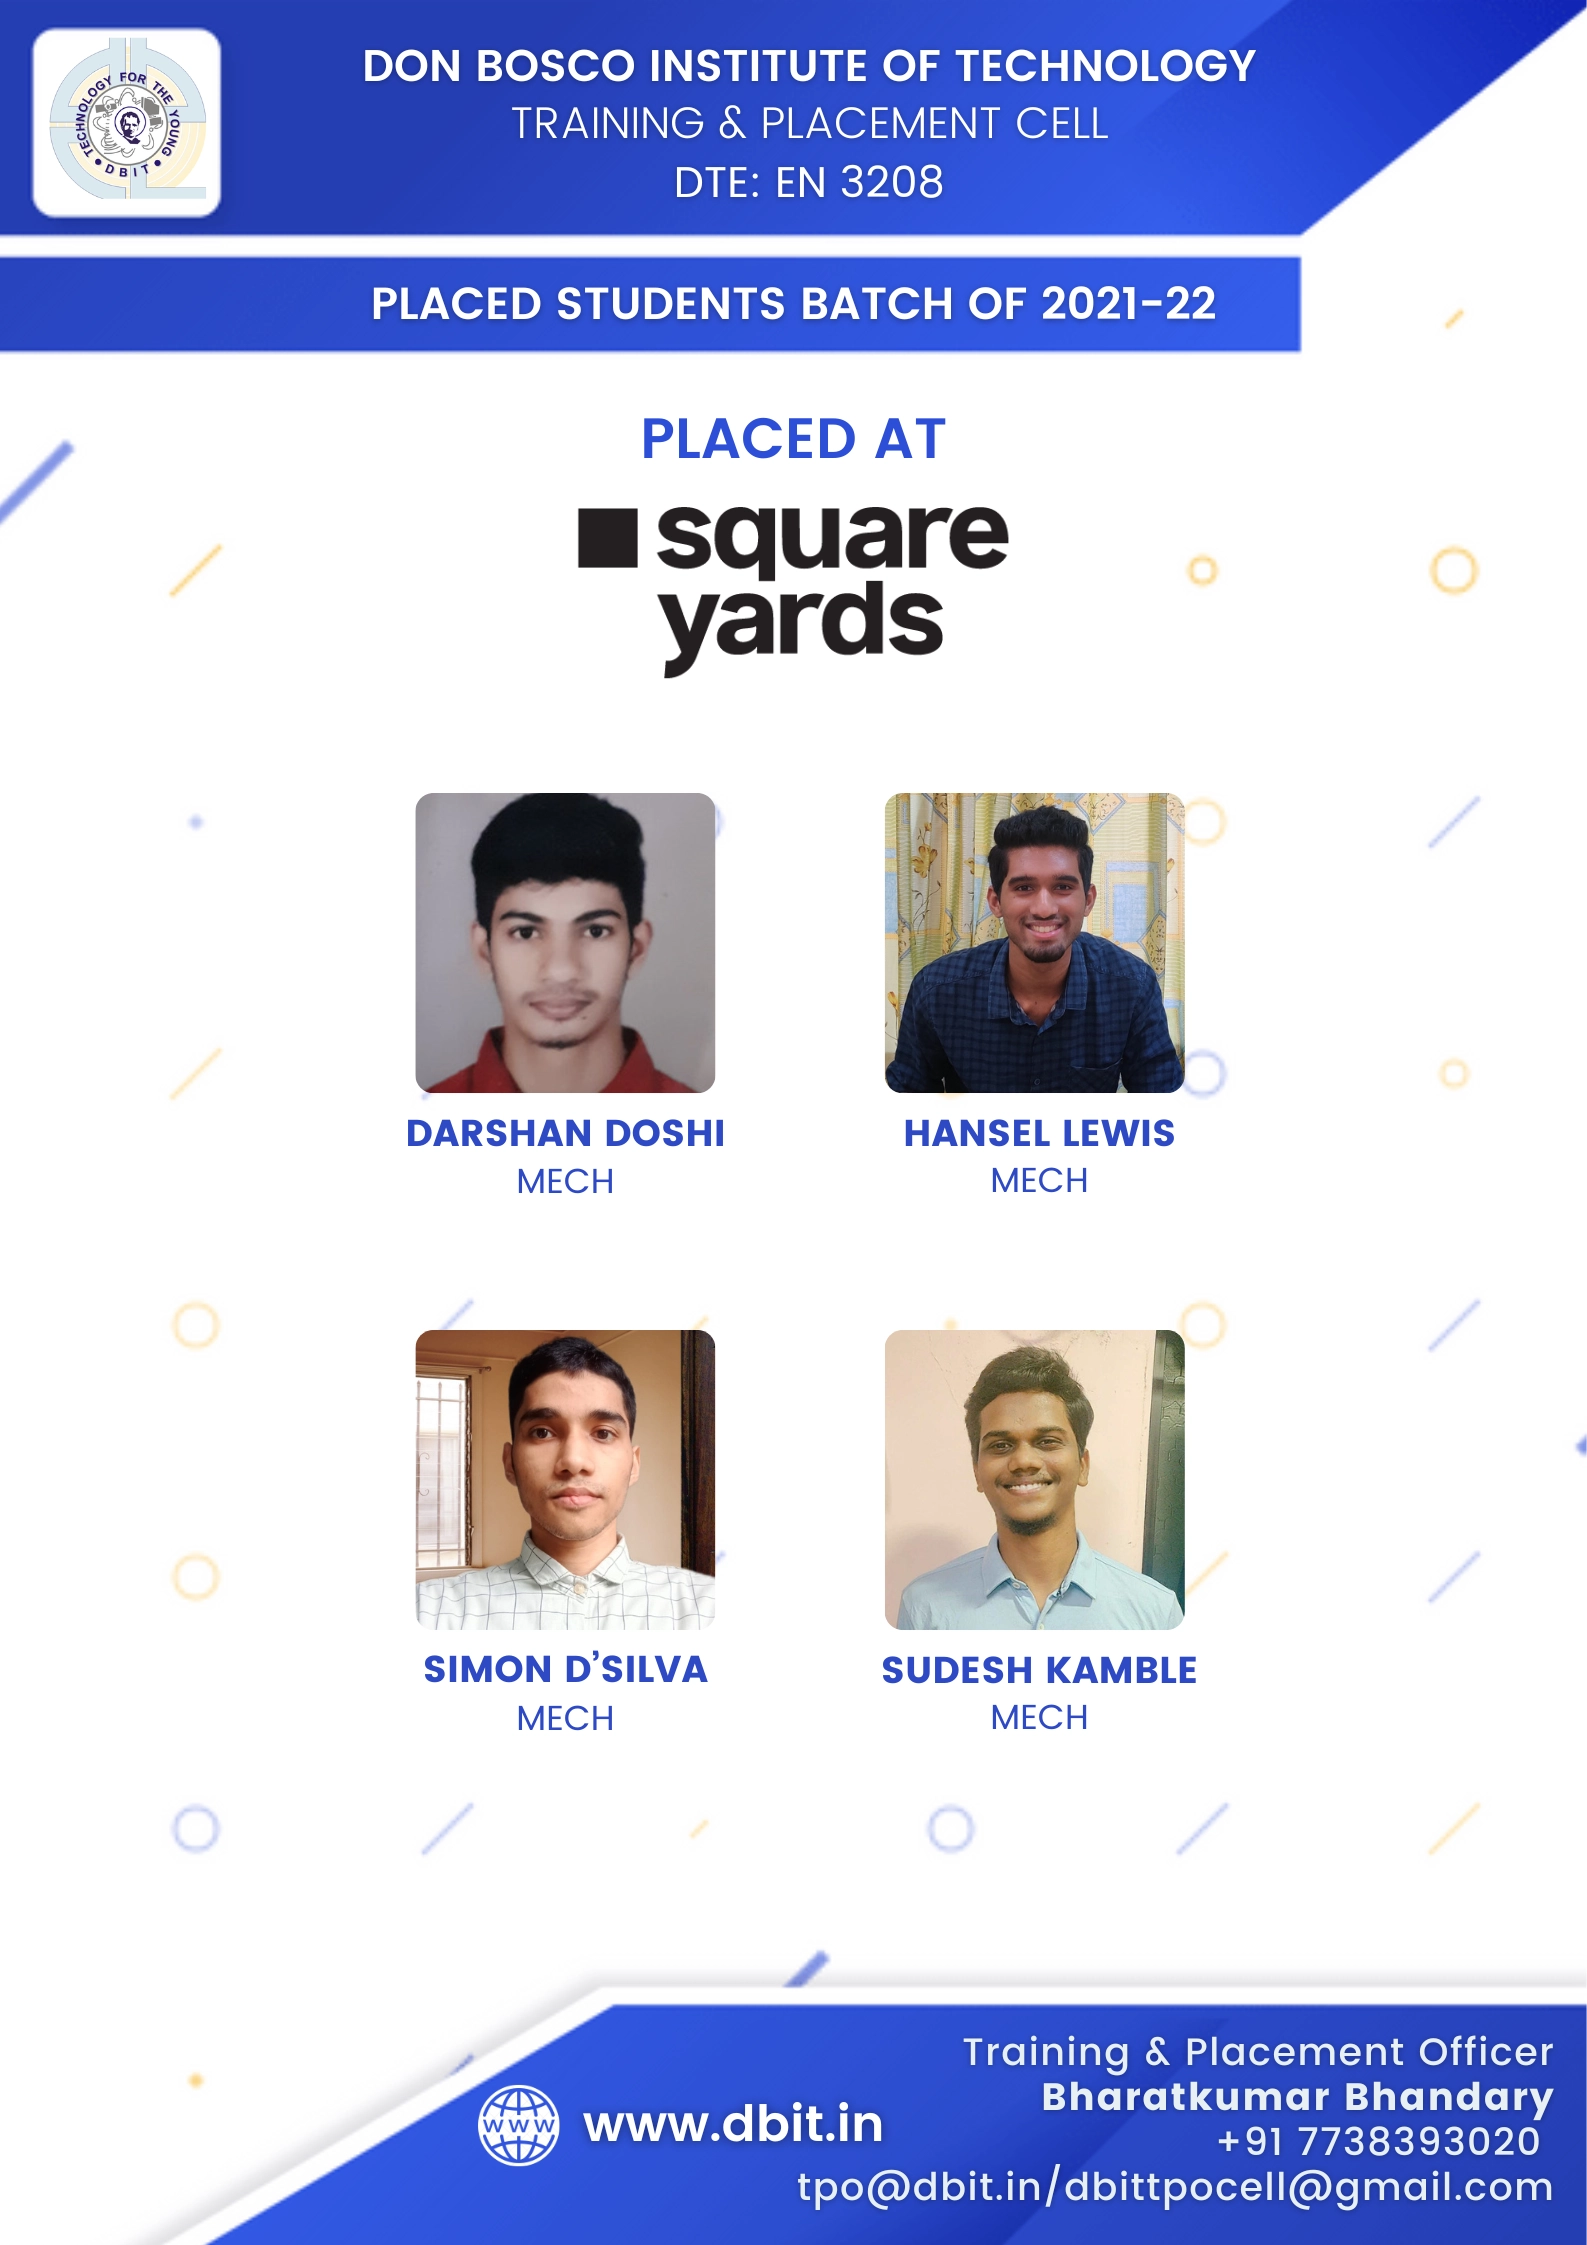 TECHNOLOGY FOR THE YOUNG
DBIT
DON BOSCO INSTITUTE OF TECHNOLOGY
TRAINING & PLACEMENT CELL
DTE: EN 3208
PLACED STUDENTS BATCH OF 2021-22
PLACED AT
square
yards
DARSHAN DOSHI
MECH
HANSEL LEWIS
MECH
SIMON D’SILVA
MECH
SUDESH KAMBLE
MECH
www
www.dbit.in
Training & Placement Officer
Bharatkumar Bhandary
+91 7738393020
tpo@dbit.in/dbittpocell@gmail.com